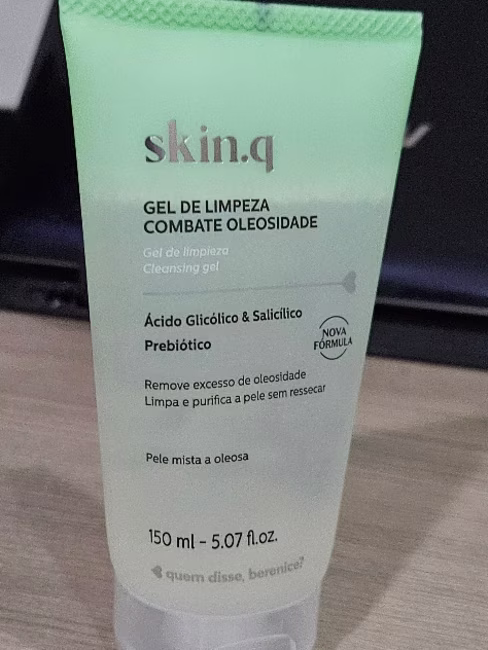 skin.q
GEL DE LIMPEZA
COMBATE OLEOSIDADE
Gel de limpieza
Cleansing gel
Ácido Glicólico & Salicílico
Prebiótico
NOVA
FÓRMULA
Remove excesso de oleosidade
Limpa e purifica a pele sem ressecar
Pele mista a oleosa
150 ml - 5.07 fl.oz.
quem disse, berenice?